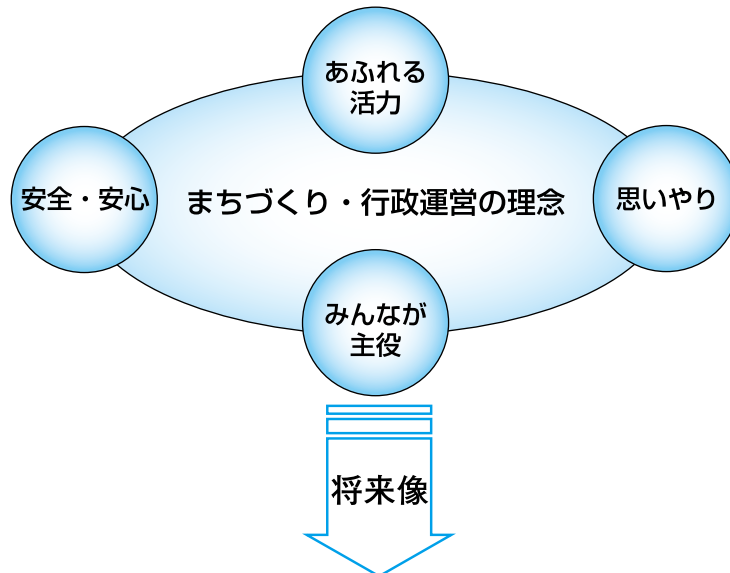 あふれる
活力
安全・安心
まちづくり・行政運営の理念
思いやり
みんなが
主役
将来像